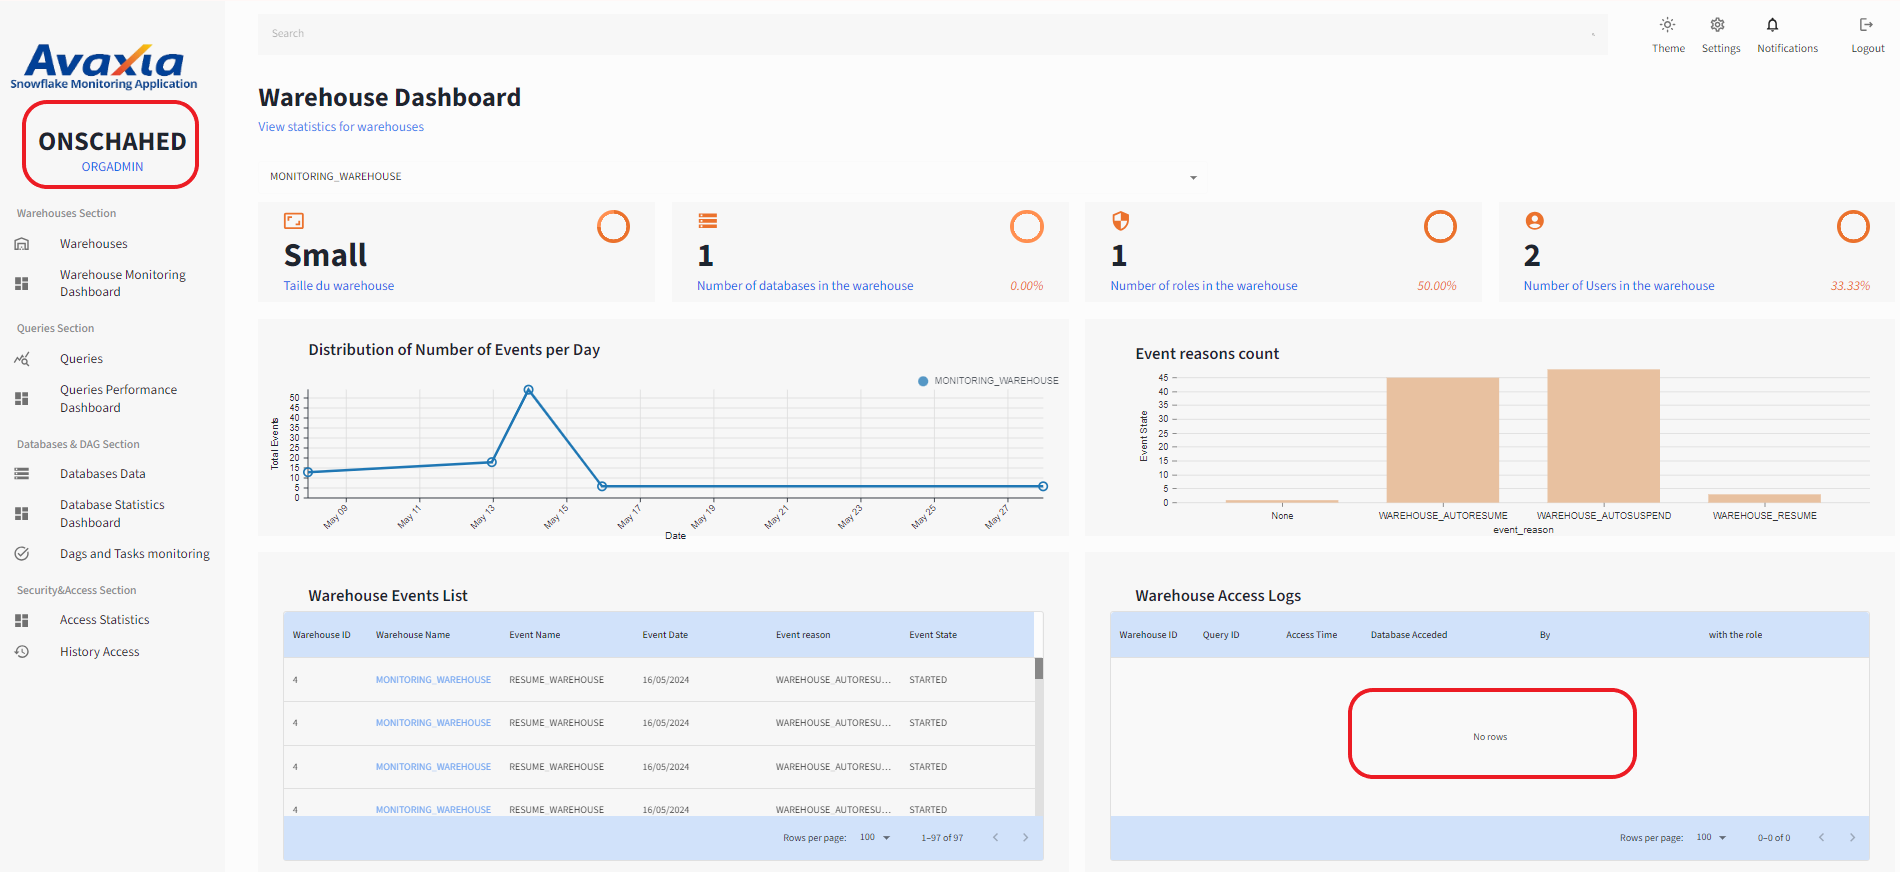 Search
Theme
Settings
Notifications
Logout
Avaxia
Snowflake Monitoring Application
ONSCHAHED
ORGADMIN
Warehouses Section
Warehouses
Warehouse Monitoring
Dashboard
Queries Section
Queries
Queries Performance
Dashboard
Databases & DAG Section
Databases Data
Database Statistics
Dashboard
Dags and Tasks monitoring
Security&Access Section
Access Statistics
History Access
Warehouse Dashboard
View statistics for warehouses
MONITORING_WAREHOUSE
Small
Taille du warehouse
1
Number of databases in the warehouse
0.00%
1
Number of roles in the warehouse
50.00%
2
Number of Users in the warehouse
33.33%
Distribution of Number of Events per Day
MONITORING_WAREHOUSE
Total Events
50
45
40
35
30
25
20
15
10
5
0
May 09
May 11
May 13
May 15
May 17
May 19
May 21
May 23
May 25
May 27
Date
Event reasons count
Event State
45
40
35
30
25
20
15
10
5
0
None
WAREHOUSE_AUTORESUME
WAREHOUSE_AUTOSUSPEND
WAREHOUSE_RESUME
event_reason
Warehouse Events List
Warehouse ID Warehouse Name Event Name Event Date Event reason Event State
4 MONITORING_WAREHOUSE RESUME_WAREHOUSE 16/05/2024 WAREHOUSE_AUTORESU... STARTED
4 MONITORING_WAREHOUSE RESUME_WAREHOUSE 16/05/2024 WAREHOUSE_AUTORESU... STARTED
4 MONITORING_WAREHOUSE RESUME_WAREHOUSE 16/05/2024 WAREHOUSE_AUTORESU... STARTED
4 MONITORING_WAREHOUSE RESUME_WAREHOUSE 16/05/2024 WAREHOUSE_AUTORESU... STARTED
Rows per page: 100 1–97 of 97
Warehouse Access Logs
Warehouse ID Query ID Access Time Database Acceded By with the role
No rows
Rows per page: 100 0–0 of 0